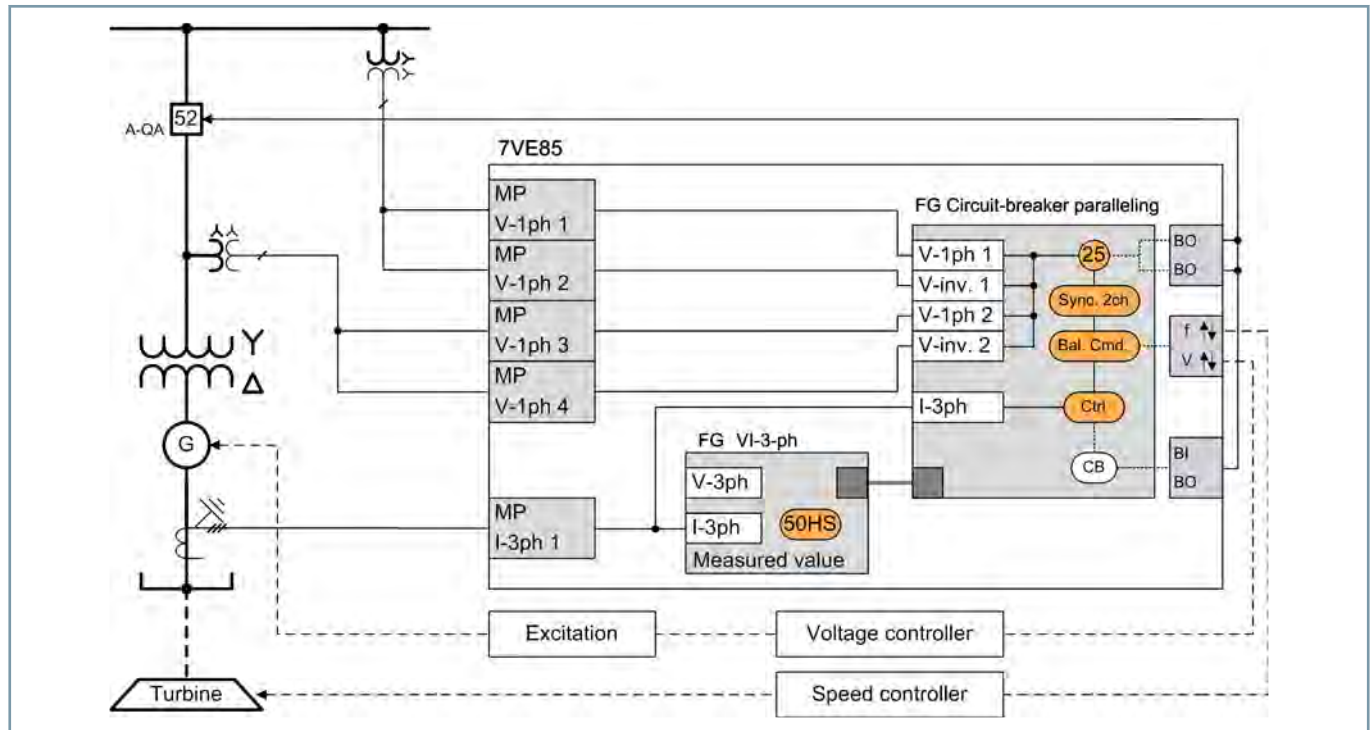 52
A-QA
7VE85
MP
V-1ph 1
MP
V-1ph 2
MP
V-1ph 3
MP
V-1ph 4
FG Circuit-breaker paralleling
V-1ph 1
V-inv. 1
V-1ph 2
V-inv. 2
I-3ph
25
Sync. 2ch
Bal. Cmd.
Ctrl
CB
BO
BO
f
V
BI
BO
G
MP
I-3ph 1
FG VI-3-ph
V-3ph
I-3ph
50HS
Measured value
Excitation
Voltage controller
Turbine
Speed controller